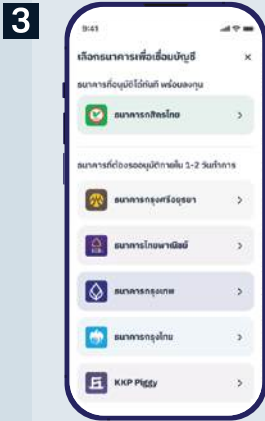 3
9:41
เลือกธนาคารเพื่อเชื่อมบัญชี
ธนาคารที่อนุมัติได้ทันที พร้อมลงทุน
ธนาคารกสิกรไทย
ธนาคารที่ต้องรออนุมัติภายใน 1-2 วันทำการ
ธนาคารกรุงศรีอยุธยา
ธนาคารไทยพาณิชย์
ธนาคารกรุงเทพ
ธนาคารกรุงไทย
KKP Piggy